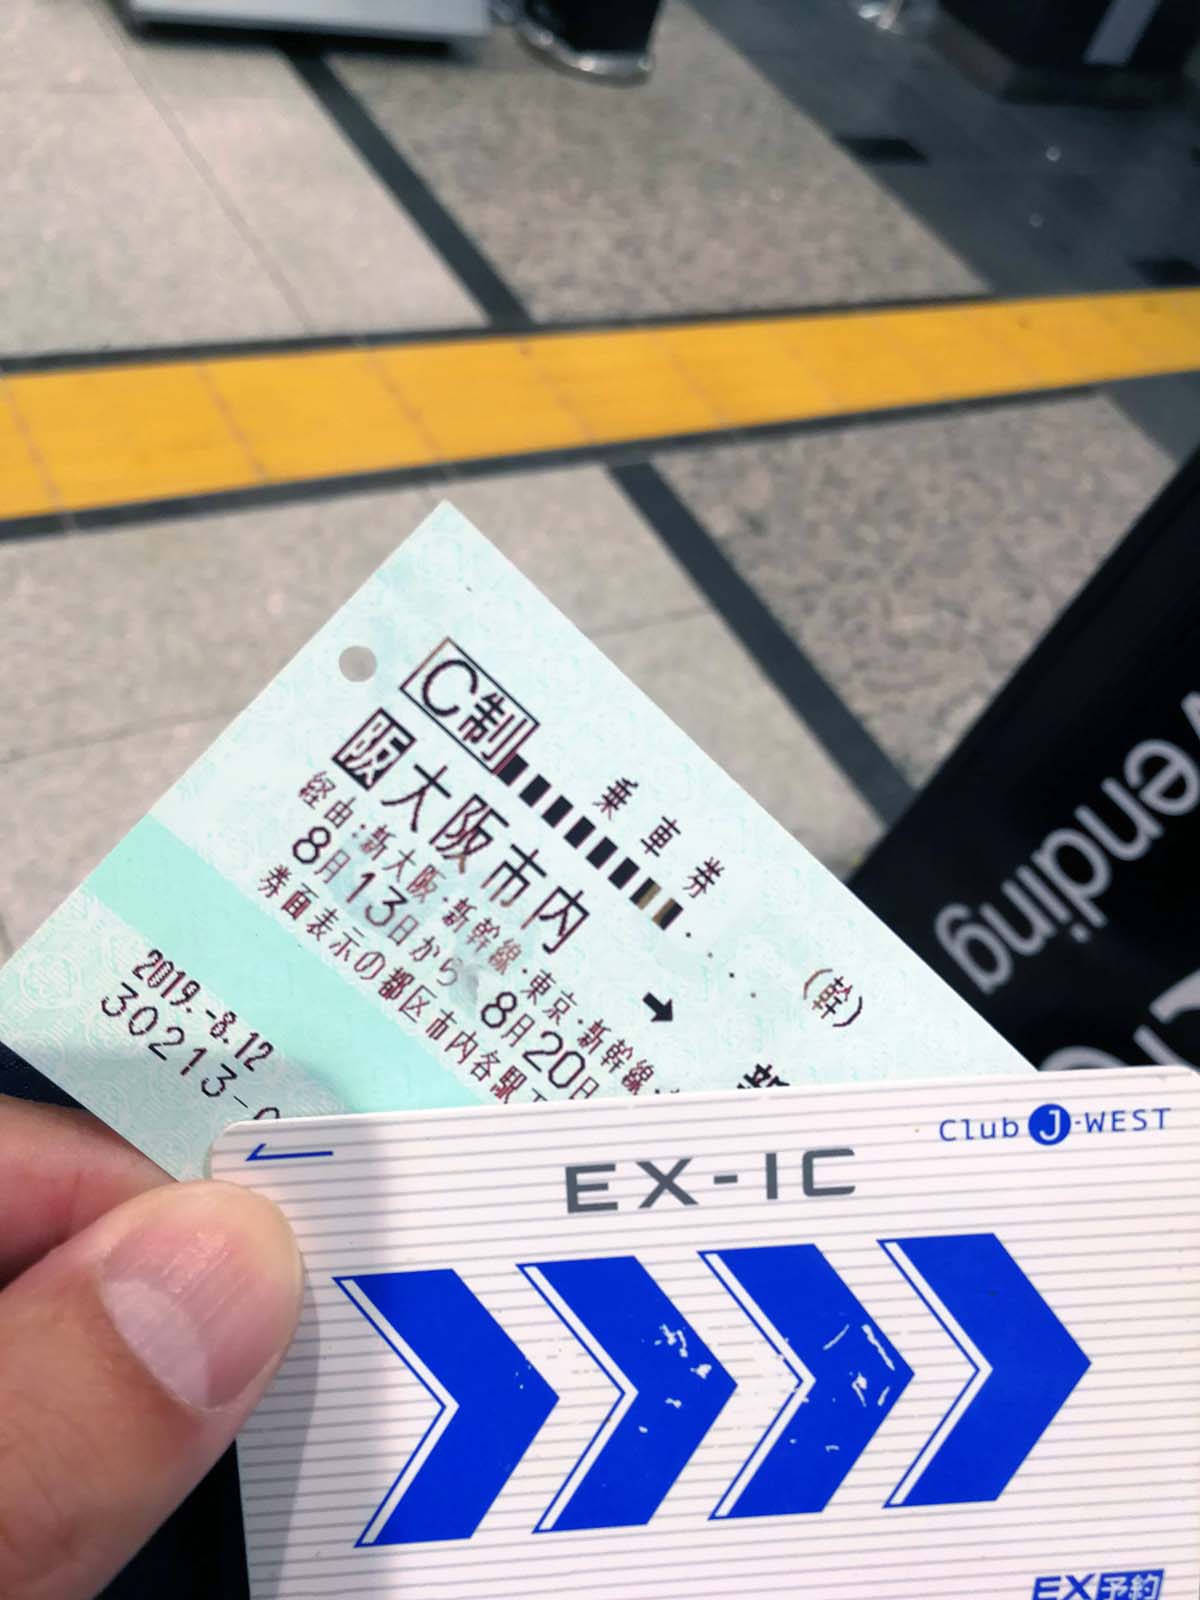 C制
乗車券
(幹)
阪大阪市内 ➡
経由:新大阪・新幹線・東京・新幹線
8月13日から 8月20日
券面表示の都区市内各駅
2019.-8.12
30213-
Club J-WEST
EX-IC
EX予約
vending